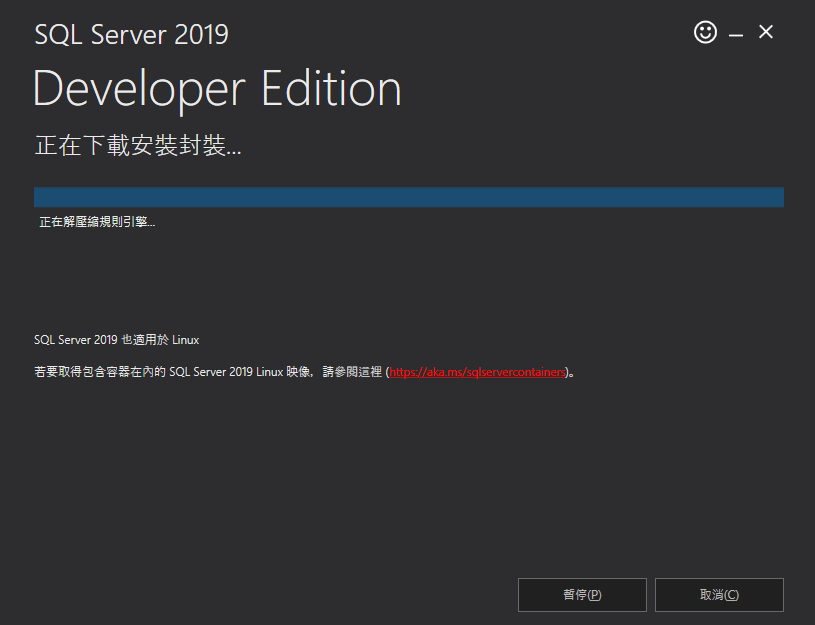 SQL Server 2019
Developer Edition
正在下載安裝封裝...
正在解壓縮規則引擎...
SQL Server 2019 也適用於 Linux
若要取得包含容器在內的 SQL Server 2019 Linux 映像，請參閱這裡 (https://aka.ms/sqlservercontainers)。
暫停(P)
取消(C)